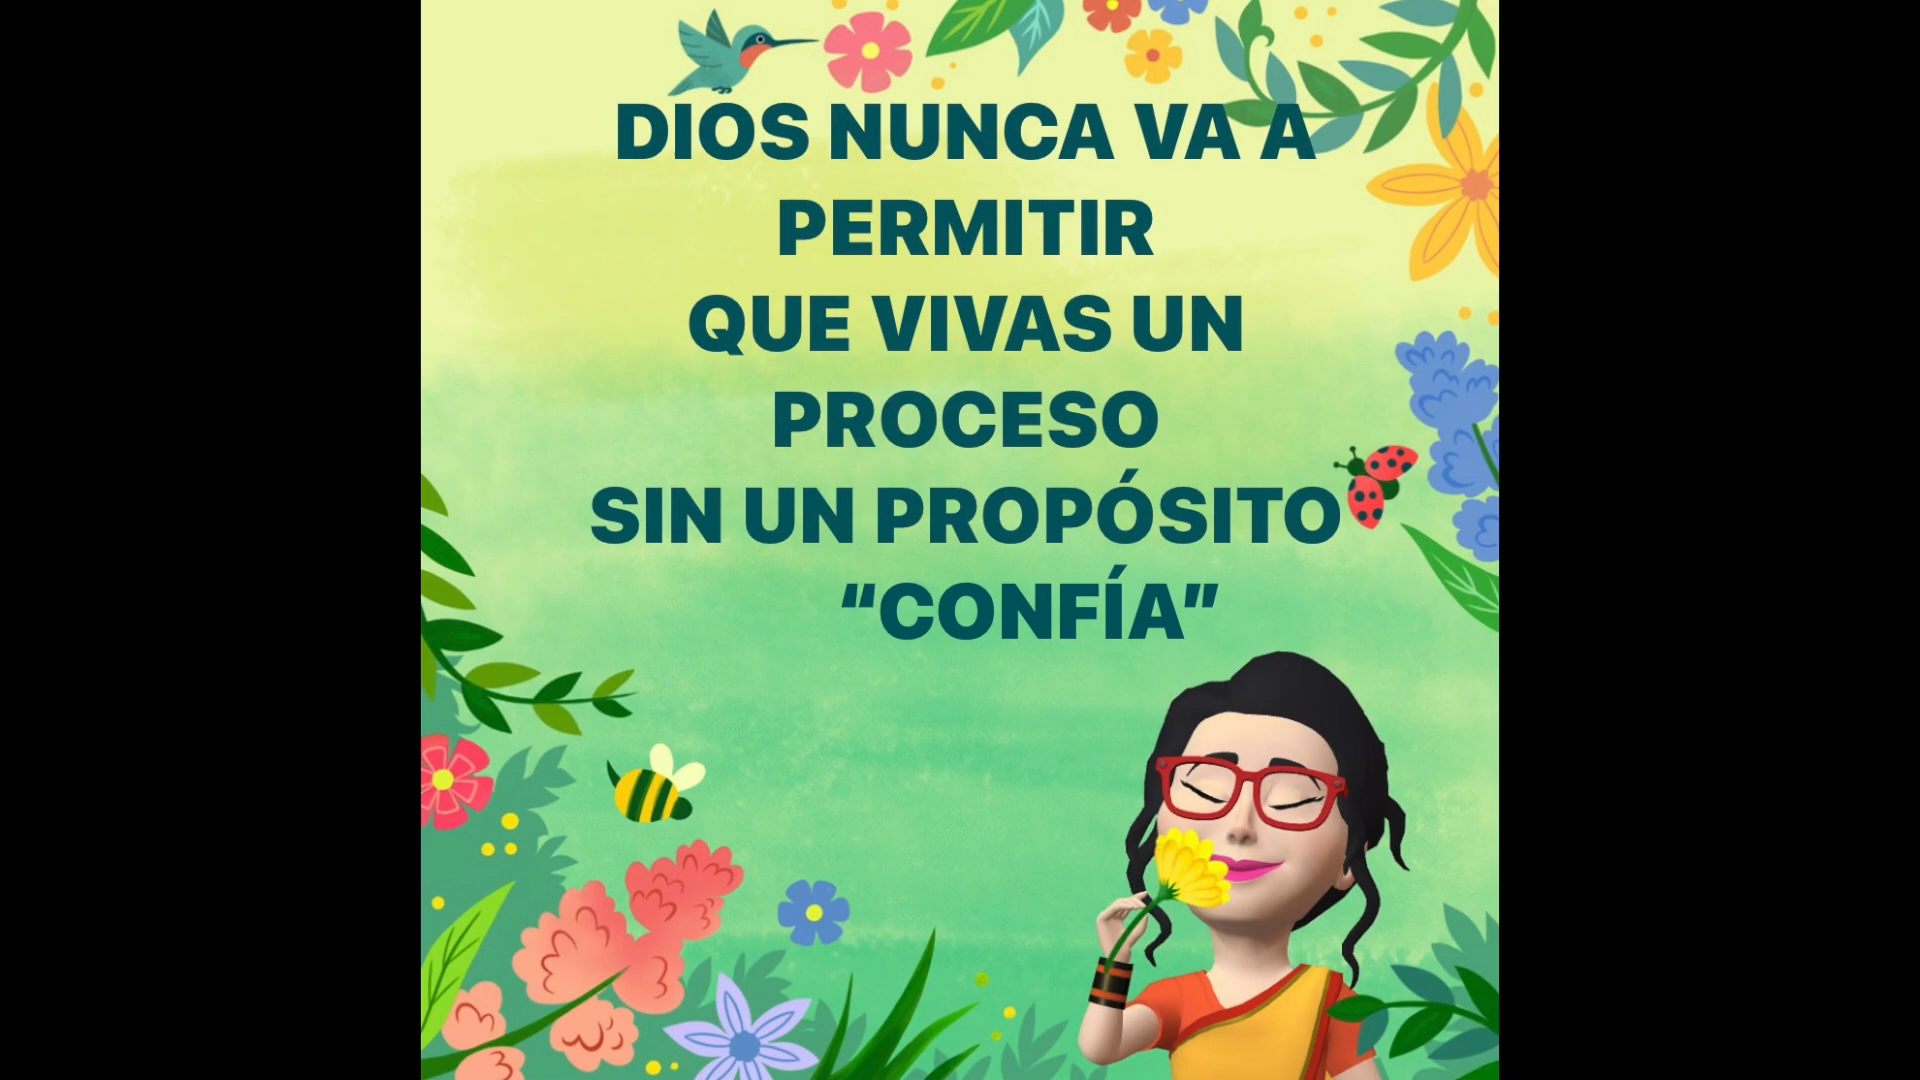 DIOS NUNCA VA A
PERMITIR
QUE VIVAS UN
PROCESO
SIN UN PROPÓSITO
“CONFÍA”